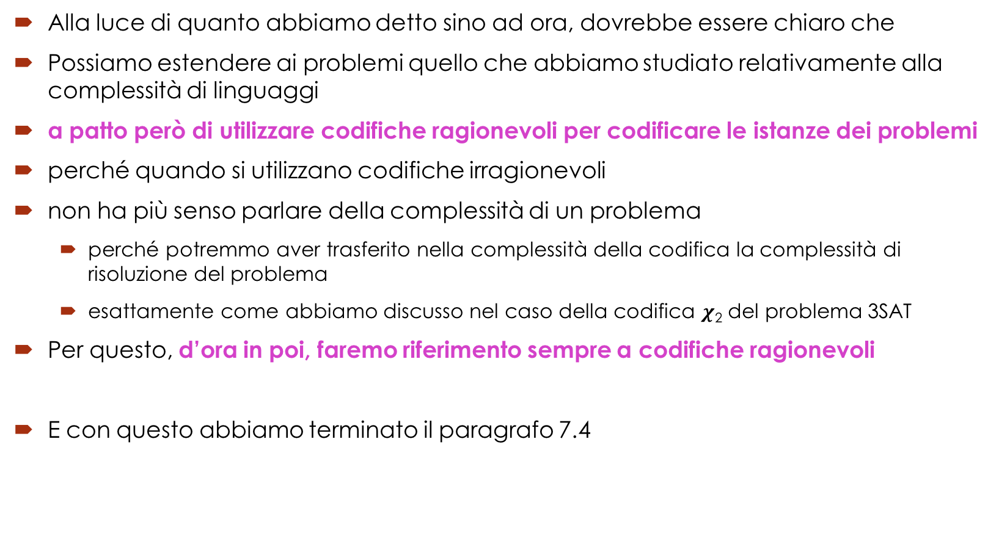 Alla luce di quanto abbiamo detto sino ad ora, dovrebbe essere chiaro che
Possiamo estendere ai problemi quello che abbiamo studiato relativamente alla
complessità di linguaggi
a patto però di utilizzare codifiche ragionevoli per codificare le istanze dei problemi
perché quando si utilizzano codifiche irragionevoli
non ha più senso parlare della complessità di un problema
perché potremmo aver trasferito nella complessità della codifica la complessità di
risoluzione del problema
esattamente come abbiamo discusso nel caso della codifica 𝝌₂ del problema 3SAT
Per questo, d’ora in poi, faremo riferimento sempre a codifiche ragionevoli
E con questo abbiamo terminato il paragrafo 7.4